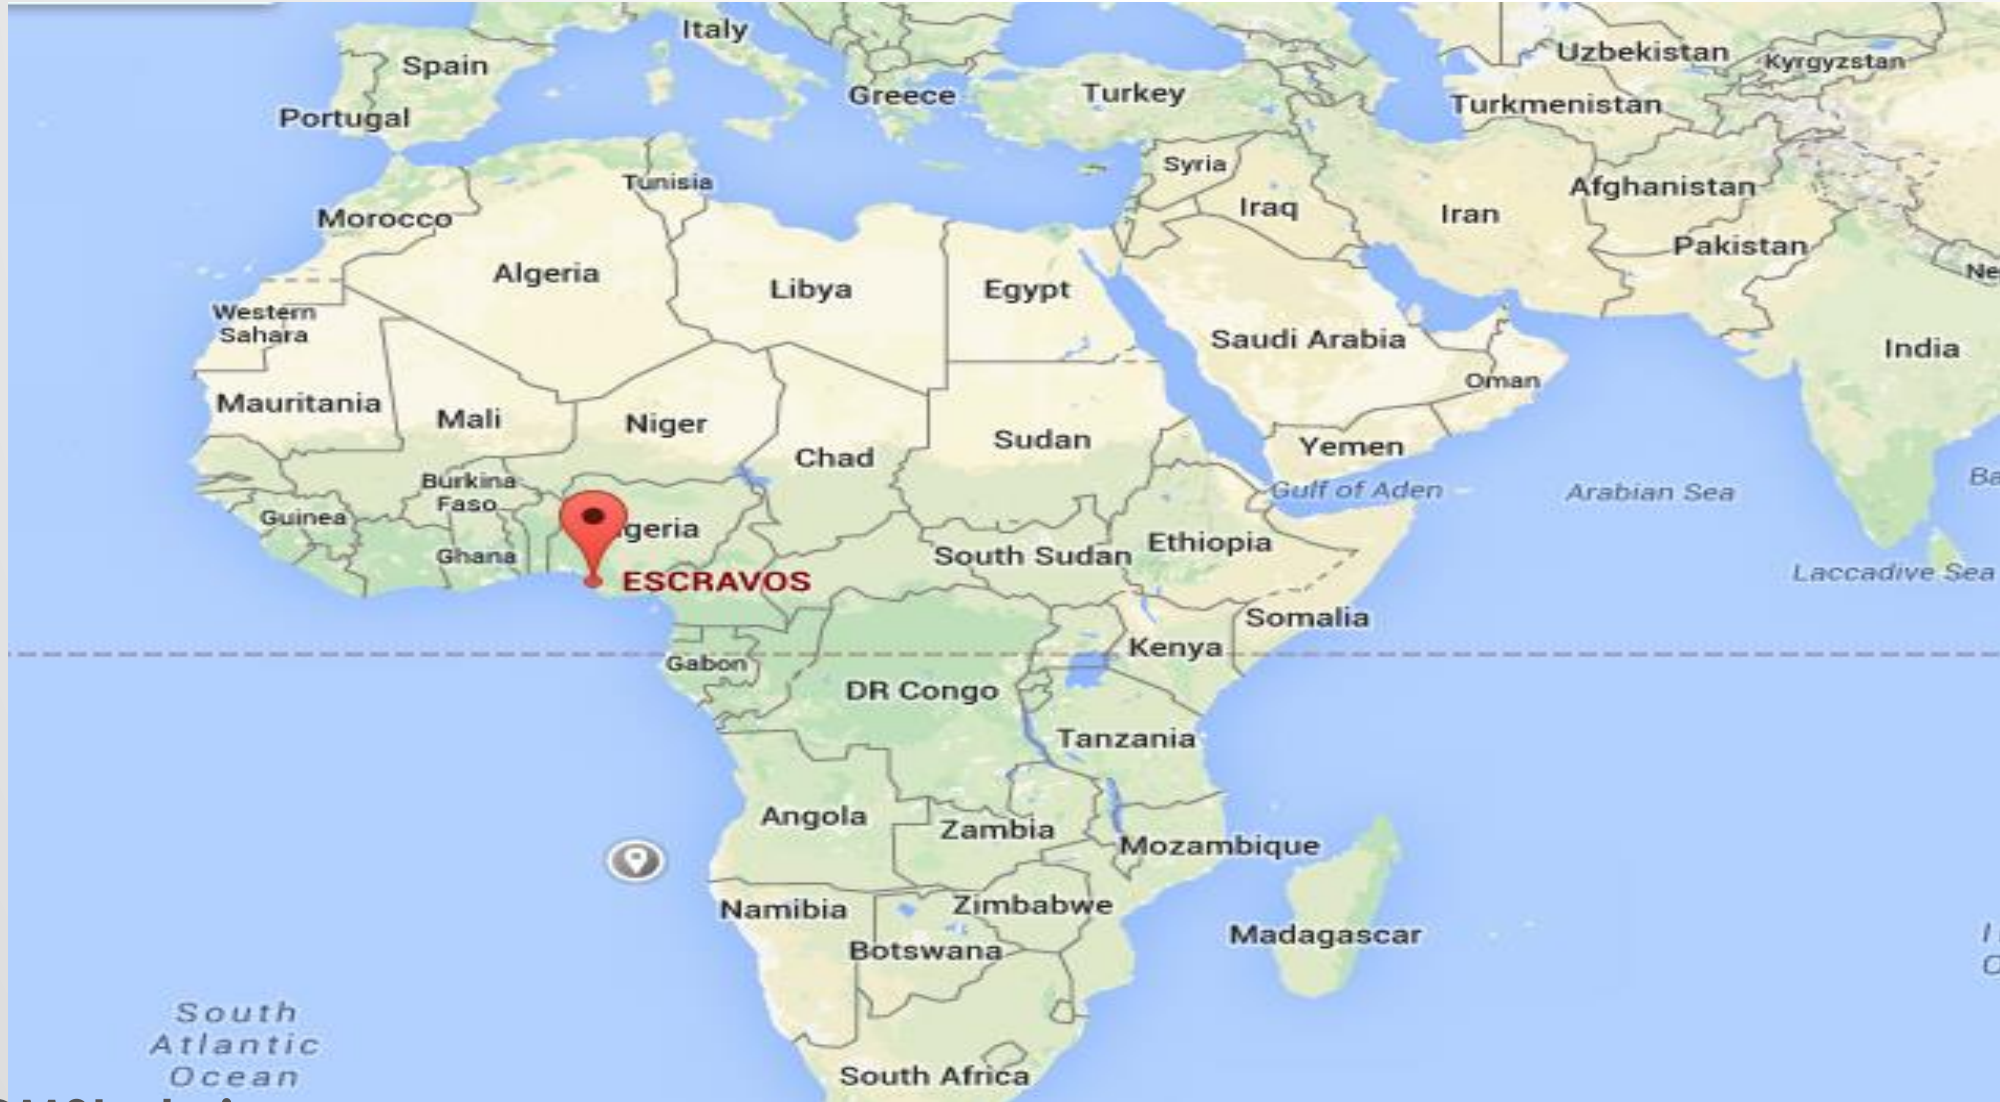 Italy
Spain
Uzbekistan
Kyrgyzstan
Greece
Turkey
Turkmenistan
Portugal
Syria
Tunisia
Afghanistan
Morocco
Iraq
Iran
Pakistan
Algeria
Libya
Egypt
Ne
Western
Sahara
Saudi Arabia
India
Oman
Mauritania
Mali
Niger
Sudan
Yemen
Chad
Burkina
Faso
Gulf of Aden
Arabian Sea
Ba
Guinea
geria
Ghana
South Sudan
Ethiopia
ESCRAVOS
Laccadive Sea
Somalia
Kenya
Gabon
DR Congo
Tanzania
Angola
Zambia
Mozambique
Namibia
Zimbabwe
Botswana
Madagascar
South
Atlantic
Ocean
South Africa